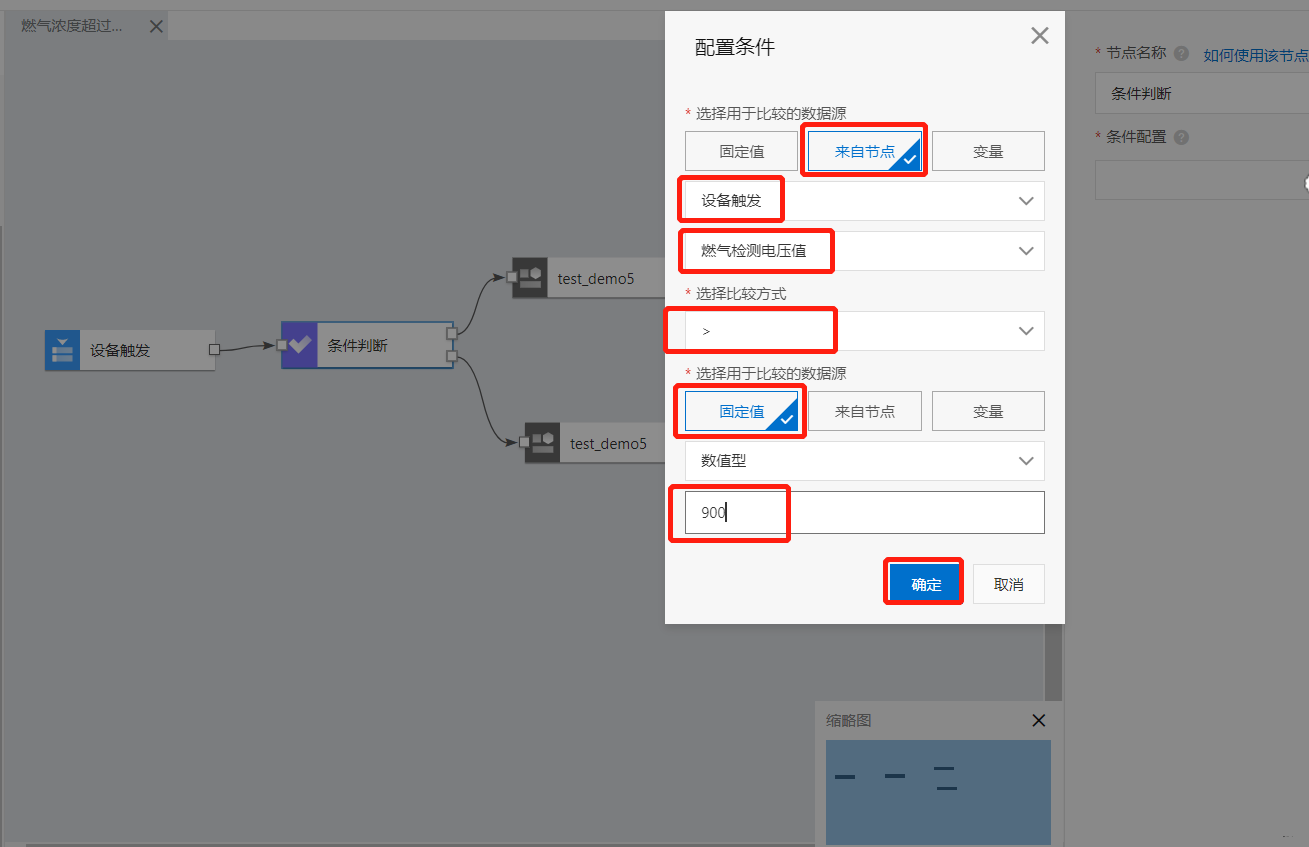 燃气浓度超过...
配置条件
* 节点名称
如何使用该节点
条件判断
* 条件配置
* 选择用于比较的数据源
固定值
来自节点
变量
设备触发
燃气检测电压值
* 选择比较方式
>
* 选择用于比较的数据源
固定值
来自节点
变量
数值型
900
确定
取消
设备触发
条件判断
test_demo5
test_demo5
缩略图